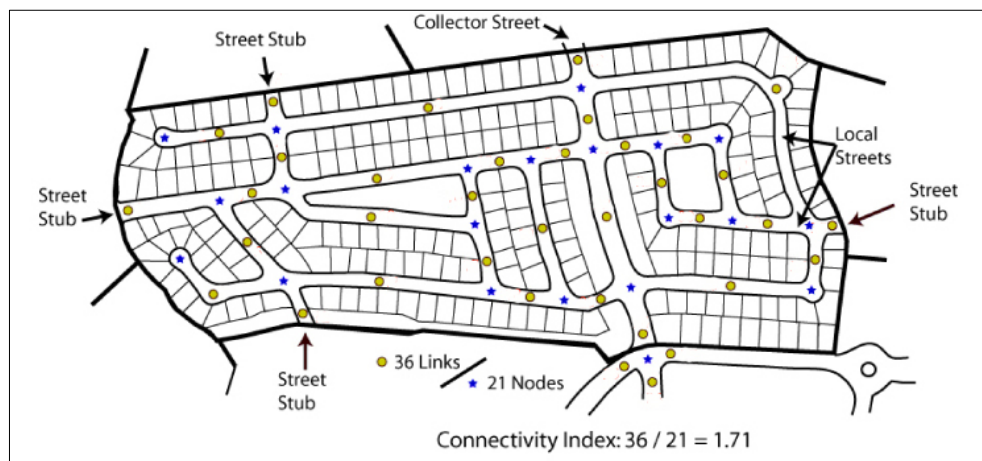 Collector Street
Street Stub
Local
Streets
Street
Stub
Street
Stub
Street
Stub
36 Links
21 Nodes
Connectivity Index: 36 / 21 = 1.71